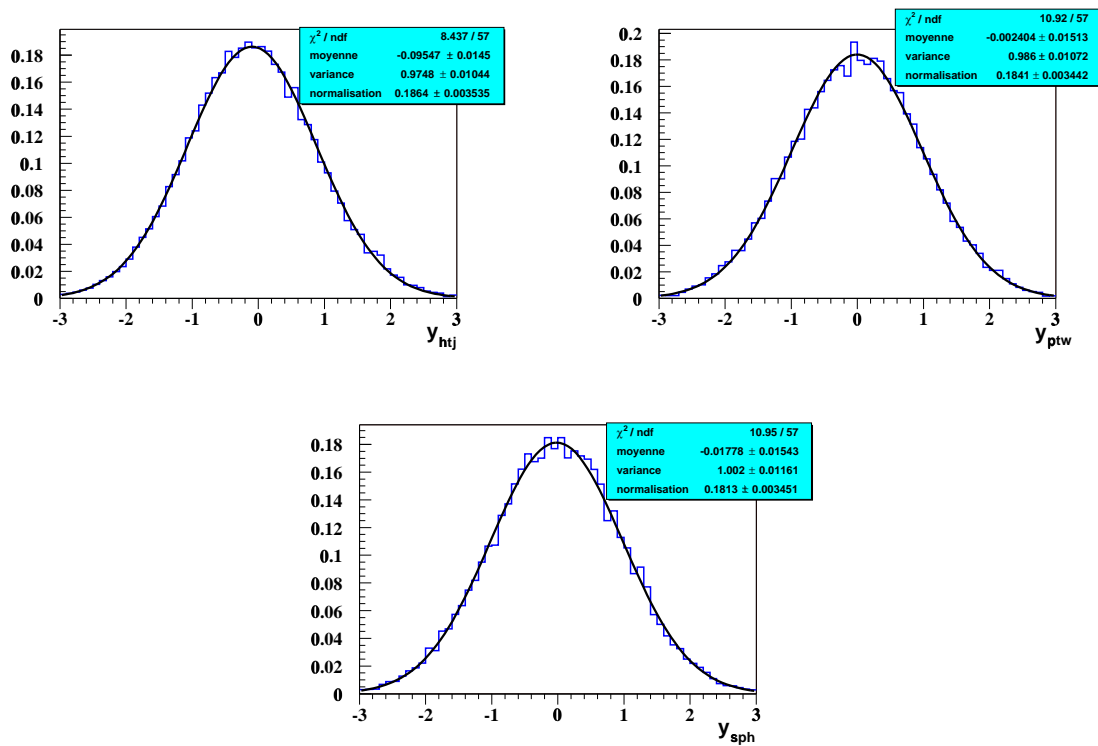 χ² / ndf 8.437 / 57
moyenne -0.09547 ± 0.0145
variance 0.9748 ± 0.01044
normalisation 0.1864 ± 0.003535
0.18
0.16
0.14
0.12
0.1
0.08
0.06
0.04
0.02
0
-3 -2 -1 0 1 2 3
y_htj
χ² / ndf 10.92 / 57
moyenne -0.002404 ± 0.01513
variance 0.986 ± 0.01072
normalisation 0.1841 ± 0.003442
0.2
0.18
0.16
0.14
0.12
0.1
0.08
0.06
0.04
0.02
0
-3 -2 -1 0 1 2 3
y_ptw
χ² / ndf 10.95 / 57
moyenne -0.01778 ± 0.01543
variance 1.002 ± 0.01161
normalisation 0.1813 ± 0.003451
0.18
0.16
0.14
0.12
0.1
0.08
0.06
0.04
0.02
0
-3 -2 -1 0 1 2 3
y_sph